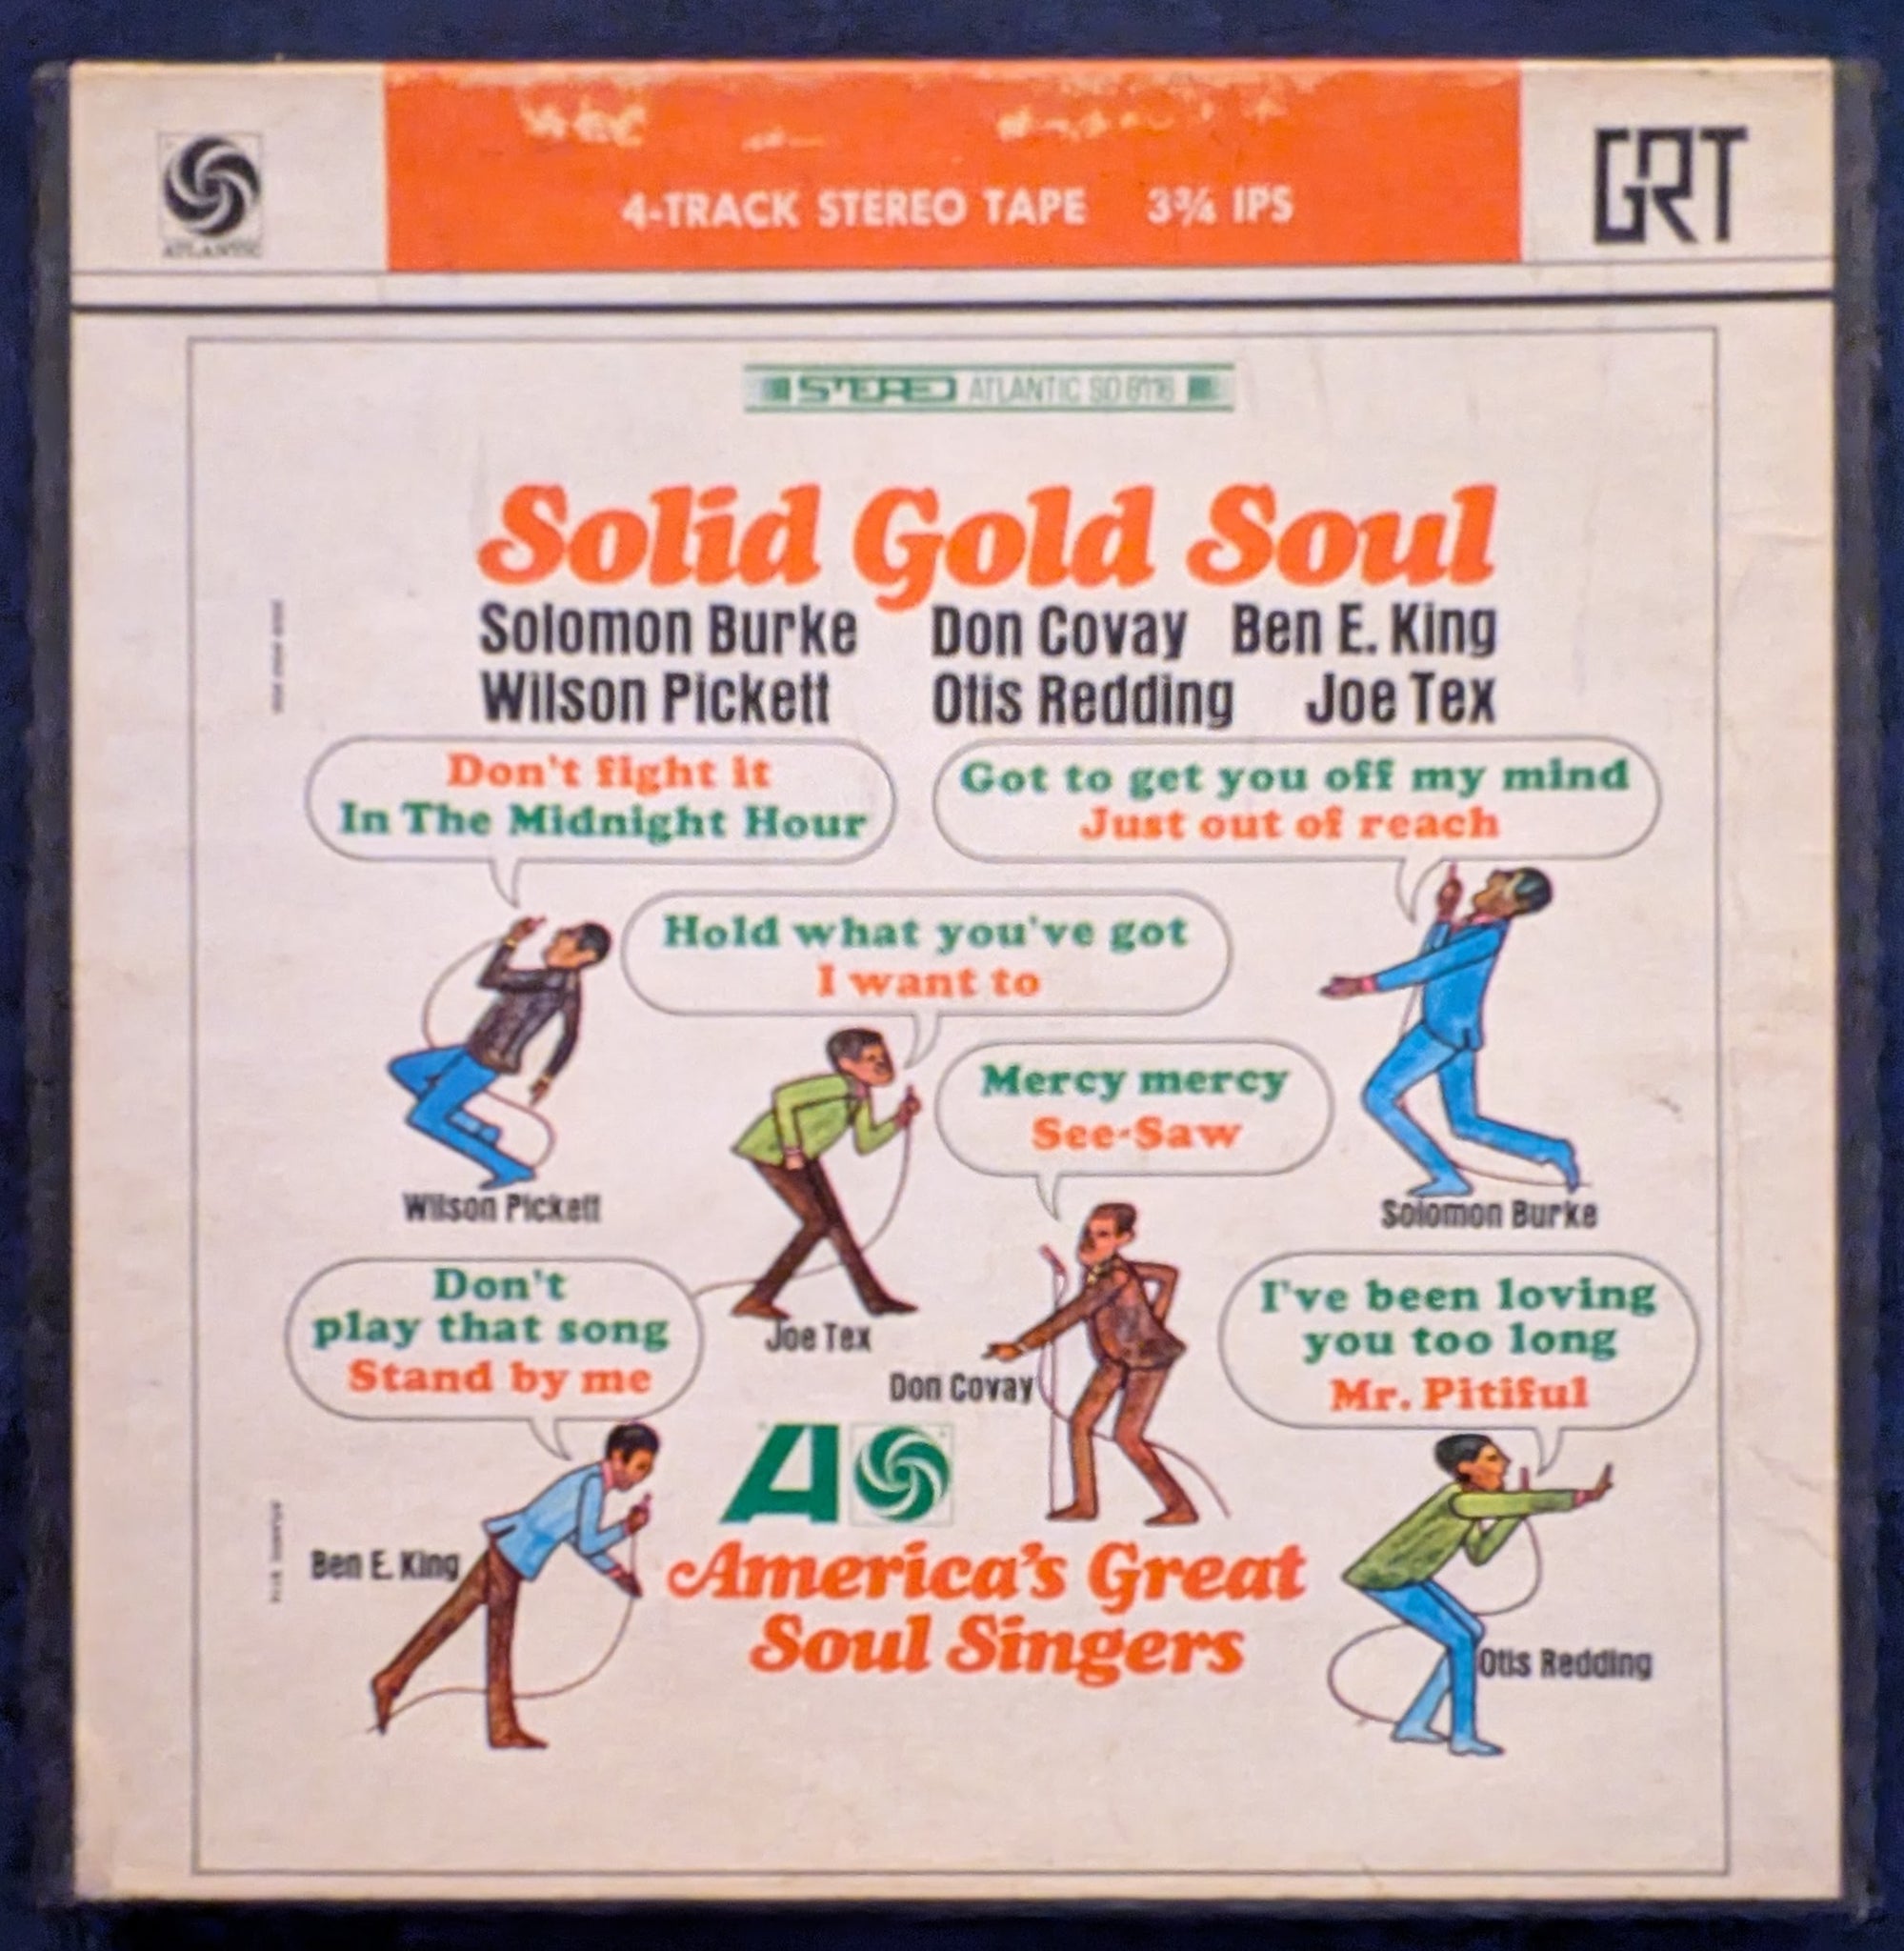 ATLANTIC
4-TRACK STEREO TAPE 3¾ IPS
GRT
STEREO ATLANTIC SD 8116
Solid Gold Soul
Solomon Burke Don Covay Ben E. King
Wilson Pickett Otis Redding Joe Tex
Don't fight it
In The Midnight Hour
Got to get you off my mind
Just out of reach
Hold what you've got
I want to
Mercy mercy
See-Saw
Wilson Pickett
Solomon Burke
Don't
play that song
Stand by me
Joe Tex
Don Covay
I've been loving
you too long
Mr. Pitiful
A
Ben E. King
America's Great
Soul Singers
Otis Redding